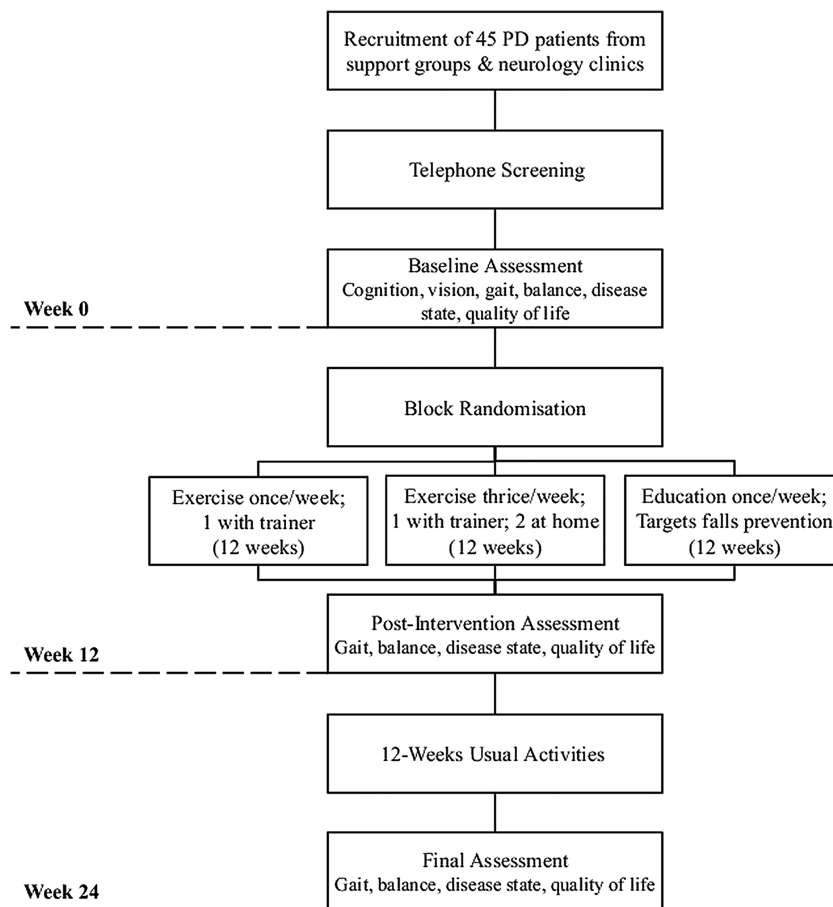 Recruitment of 45 PD patients from
support groups & neurology clinics
Telephone Screening
Baseline Assessment
Cognition, vision, gait, balance, disease
state, quality of life
Week 0
Block Randomisation
Exercise once/week;
1 with trainer
(12 weeks)
Exercise thrice/week;
1 with trainer; 2 at home
(12 weeks)
Education once/week;
Targets falls prevention
(12 weeks)
Post-Intervention Assessment
Gait, balance, disease state, quality of life
Week 12
12-Weeks Usual Activities
Final Assessment
Gait, balance, disease state, quality of life
Week 24